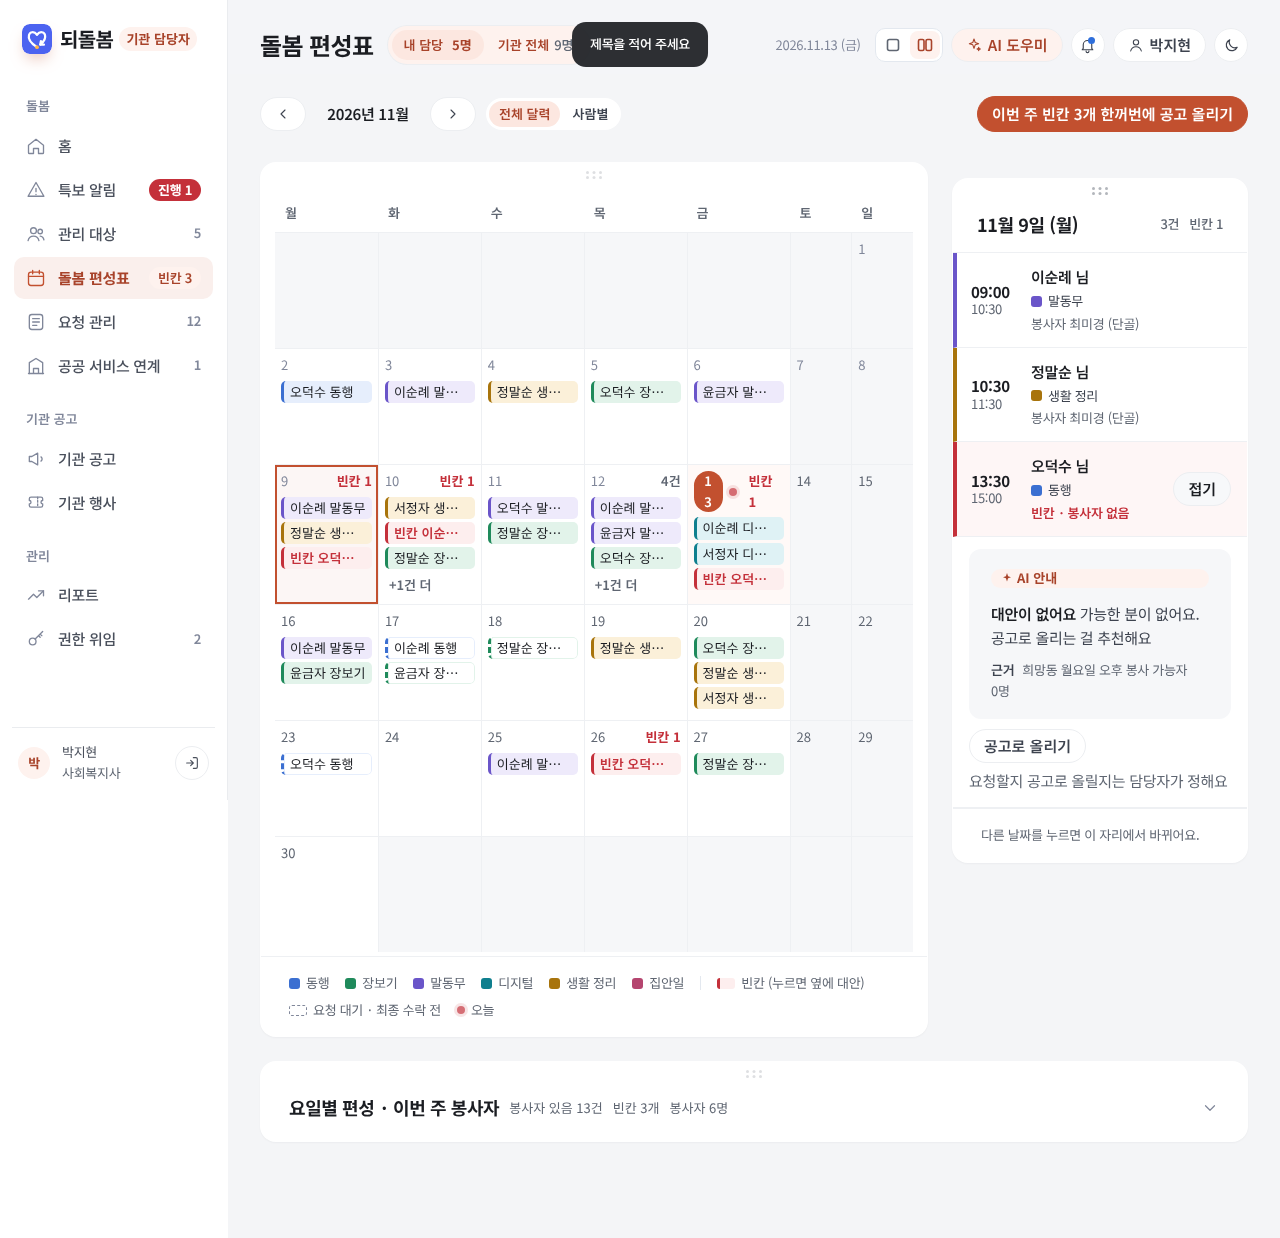 되돌봄 기관 담당자
돌봄
홈
특보 알림 진행 1
관리 대상 5
돌봄 편성표 빈칸 3
요청 관리 12
공공 서비스 연계 1
기관 공고
기관 공고
기관 행사
관리
리포트
권한 위임 2
박 박지현
사회복지사
돌봄 편성표 내 담당 5명 기관 전체 9명
제목을 적어 주세요
2026.11.13 (금) AI 도우미 박지현
2026년 11월 전체 달력 사람별
이번 주 빈칸 3개 한꺼번에 공고 올리기
월 화 수 목 금 토 일
1
2 3 4 5 6 7 8
오덕수 동행 이순례 말… 정말순 생… 오덕수 장… 윤금자 말…
9 빈칸 1 10 빈칸 1 11 12 4건 13 빈칸 1 14 15
이순례 말동무 서정자 생… 오덕수 말… 이순례 말… 이순례 디…
정말순 생… 빈칸 이순… 정말순 장… 윤금자 말… 서정자 디…
빈칸 오덕… 정말순 장… 오덕수 장… 빈칸 오덕…
+1건 더 +1건 더
16 17 18 19 20 21 22
이순례 말동무 이순례 동행 정말순 장… 정말순 생… 오덕수 장…
윤금자 장보기 윤금자 장… 정말순 생…
서정자 생…
23 24 25 26 빈칸 1 27 28 29
오덕수 동행 이순례 말… 빈칸 오덕… 정말순 장…
30
동행 장보기 말동무 디지털 생활 정리 집안일 빈칸 (누르면 옆에 대안)
요청 대기 · 최종 수락 전 오늘
11월 9일 (월) 3건 빈칸 1
09:00
10:30
이순례 님
말동무
봉사자 최미경 (단골)
10:30
11:30
정말순 님
생활 정리
봉사자 최미경 (단골)
13:30
15:00
오덕수 님
동행
빈칸 · 봉사자 없음
접기
AI 안내
대안이 없어요 가능한 분이 없어요.
공고로 올리는 걸 추천해요
근거 희망동 월요일 오후 봉사 가능자
0명
공고로 올리기
요청할지 공고로 올릴지는 담당자가 정해요
다른 날짜를 누르면 이 자리에서 바뀌어요.
요일별 편성 · 이번 주 봉사자 봉사자 있음 13건 빈칸 3개 봉사자 6명